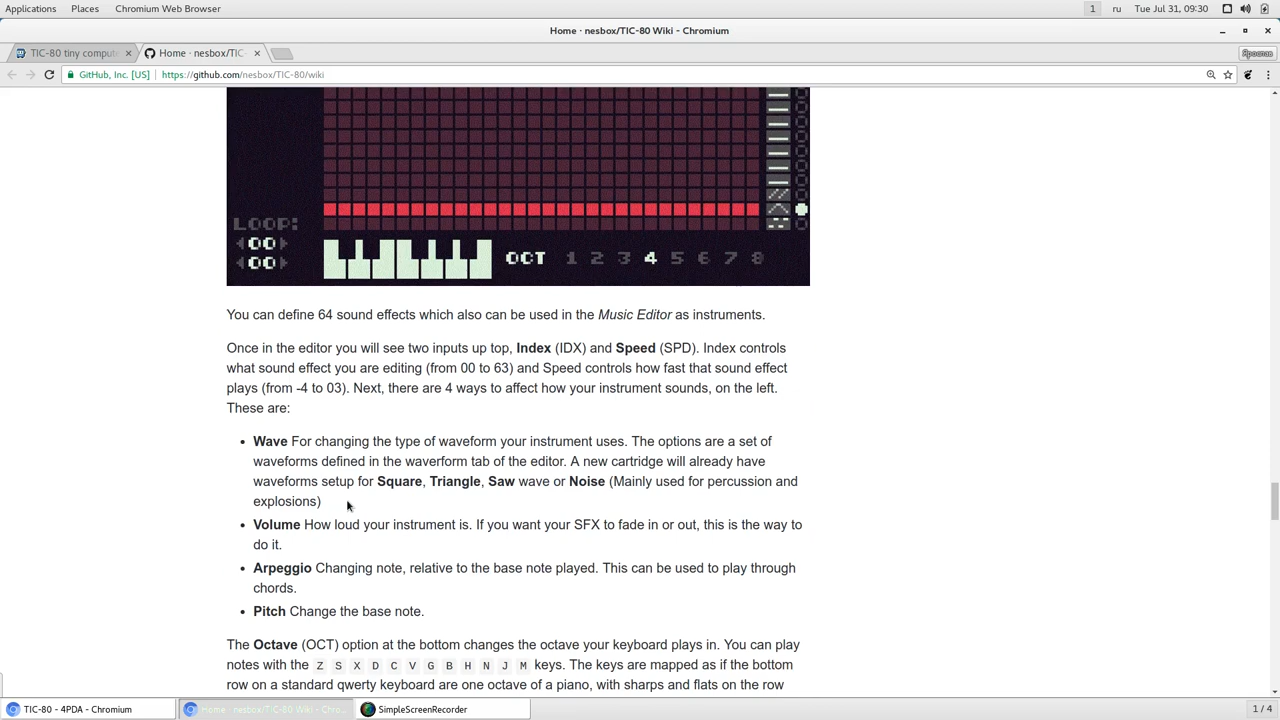 Applications Places Chromium Web Browser 1 ru Tue Jul 31, 09:30
Home · nesbox/TIC-80 Wiki - Chromium
TIC-80 tiny comput Home · nesbox/TIC- Ярослав
GitHub, Inc. [US] https://github.com/nesbox/TIC-80/wiki
LOOP:
00
00
OCT 1 2 3 4 5 6 7 8
You can define 64 sound effects which also can be used in the Music Editor as instruments.
Once in the editor you will see two inputs up top, Index (IDX) and Speed (SPD). Index controls
what sound effect you are editing (from 00 to 63) and Speed controls how fast that sound effect
plays (from -4 to 03). Next, there are 4 ways to affect how your instrument sounds, on the left.
These are:
• Wave For changing the type of waveform your instrument uses. The options are a set of
waveforms defined in the waverform tab of the editor. A new cartridge will already have
waveforms setup for Square, Triangle, Saw wave or Noise (Mainly used for percussion and
explosions)
• Volume How loud your instrument is. If you want your SFX to fade in or out, this is the way to
do it.
• Arpeggio Changing note, relative to the base note played. This can be used to play through
chords.
• Pitch Change the base note.
The Octave (OCT) option at the bottom changes the octave your keyboard plays in. You can play
notes with the Z S X D C V G B H N J M keys. The keys are mapped as if the bottom
row on a standard qwerty keyboard are one octave of a piano, with sharps and flats on the row
TIC-80 - 4PDA - Chromium Home · nesbox/TIC-80 Wiki - Chro... SimpleScreenRecorder 1 / 4